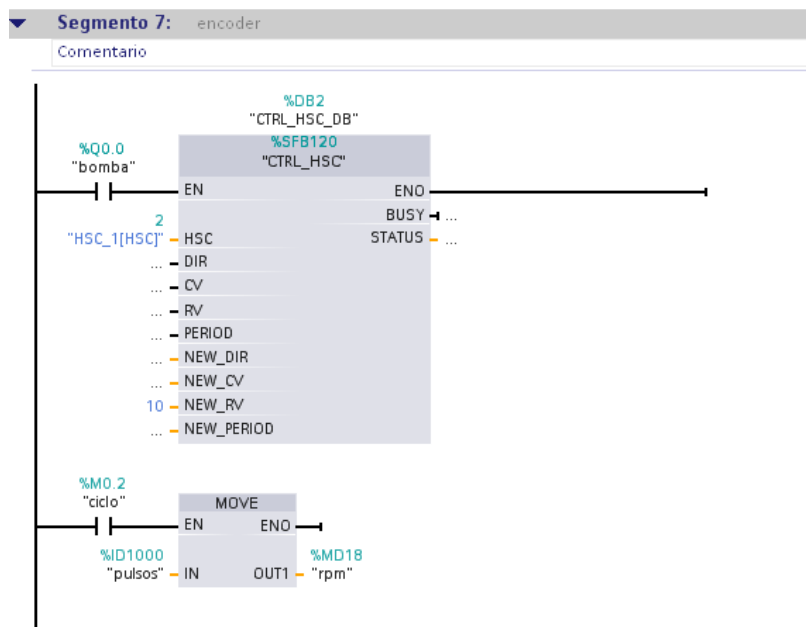 Segmento 7: encoder
Comentario
%DB2
"CTRL_HSC_DB"
%Q0.0
"bomba"
%SFB120
"CTRL_HSC"
EN
ENO
BUSY
...
2
"HSC_1[HSC]"
HSC
STATUS
...
... DIR
... CV
... RV
... PERIOD
... NEW_DIR
... NEW_CV
10 NEW_RV
... NEW_PERIOD
%M0.2
"ciclo"
MOVE
EN
ENO
%ID1000
"pulsos"
IN
OUT1
%MD18
"rpm"